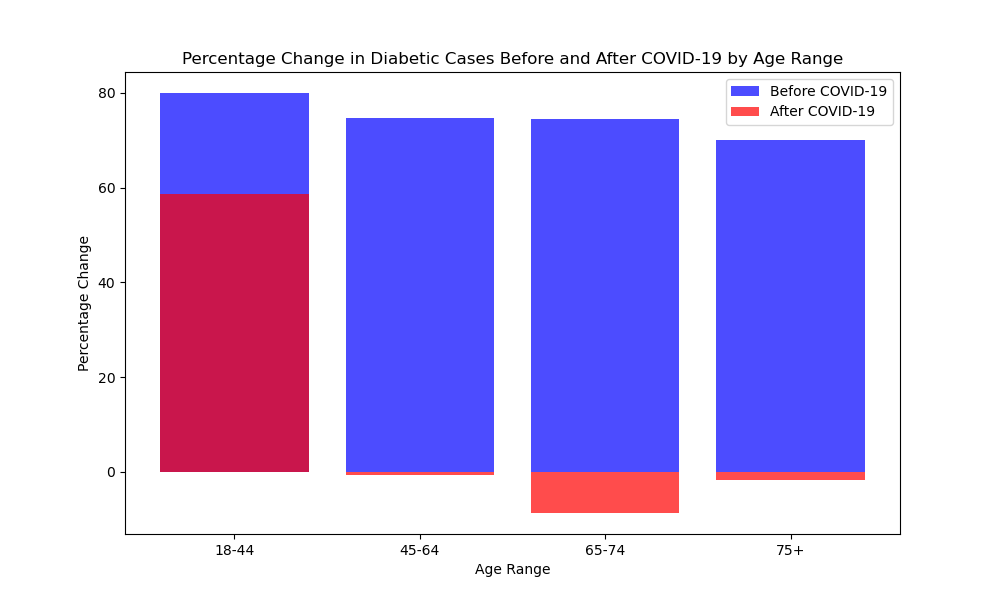 Percentage Change in Diabetic Cases Before and After COVID-19 by Age Range
Before COVID-19
After COVID-19
Percentage Change
80
60
40
20
0
18-44
45-64
65-74
75+
Age Range